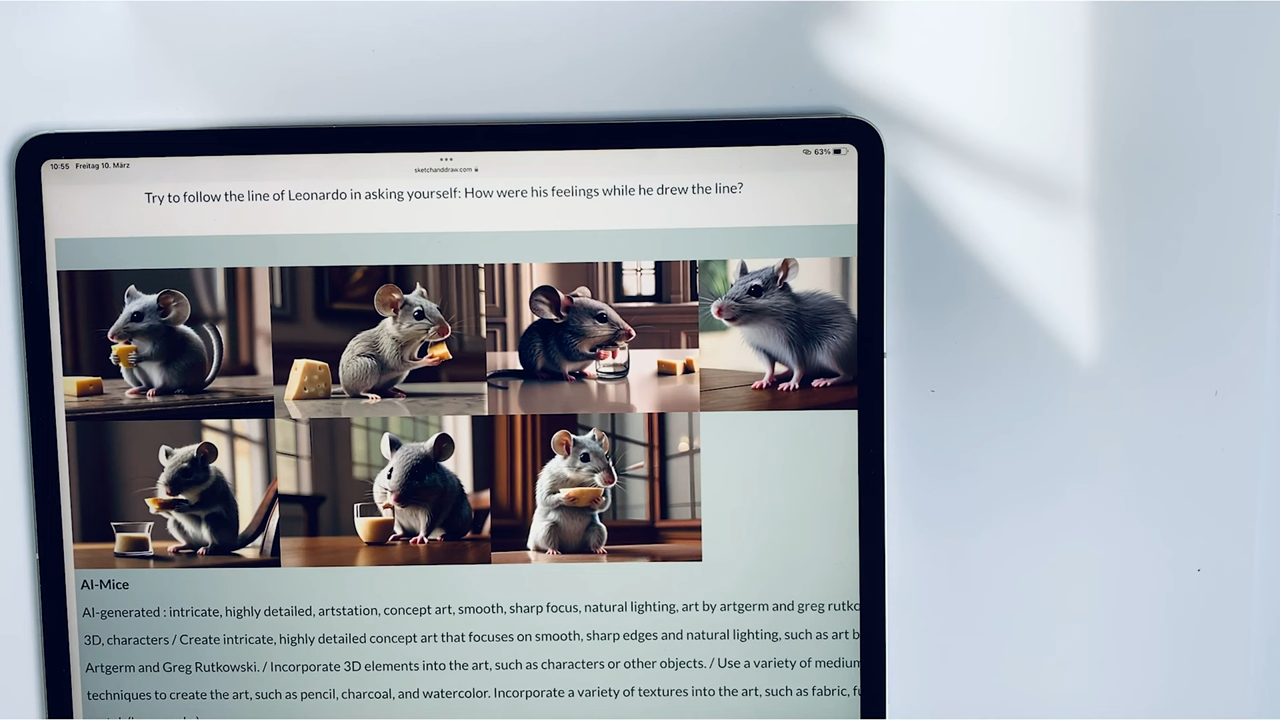 10:55 Freitag 10. März
63%
sketchanddraw.com
Try to follow the line of Leonardo in asking yourself: How were his feelings while he drew the line?
AI-Mice
AI-generated : intricate, highly detailed, artstation, concept art, smooth, sharp focus, natural lighting, art by artgerm and greg rutko
3D, characters / Create intricate, highly detailed concept art that focuses on smooth, sharp edges and natural lighting, such as art b
Artgerm and Greg Rutkowski. / Incorporate 3D elements into the art, such as characters or other objects. / Use a variety of medium
techniques to create the art, such as pencil, charcoal, and watercolor. Incorporate a variety of textures into the art, such as fabric, fu